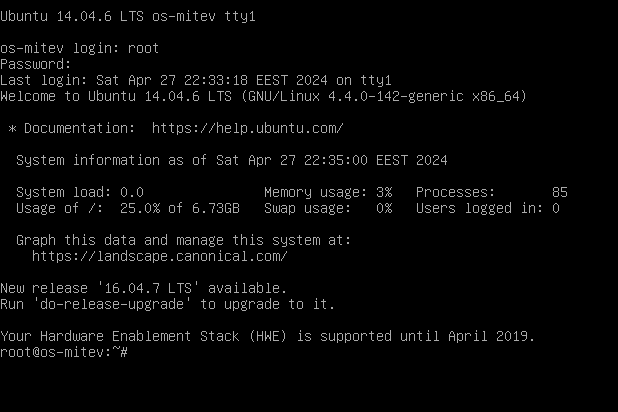 Ubuntu 14.04.6 LTS os-mitev tty1
os-mitev login: root
Password:
Last login: Sat Apr 27 22:33:18 EEST 2024 on tty1
Welcome to Ubuntu 14.04.6 LTS (GNU/Linux 4.4.0-142-generic x86_64)
* Documentation:  https://help.ubuntu.com/
System information as of Sat Apr 27 22:35:00 EEST 2024
System load: 0.0               Memory usage: 3%   Processes:       85
Usage of /:  25.0% of 6.73GB   Swap usage:   0%   Users logged in: 0
Graph this data and manage this system at:
https://landscape.canonical.com/
New release '16.04.7 LTS' available.
Run 'do-release-upgrade' to upgrade to it.
Your Hardware Enablement Stack (HWE) is supported until April 2019.
root@os-mitev:~#